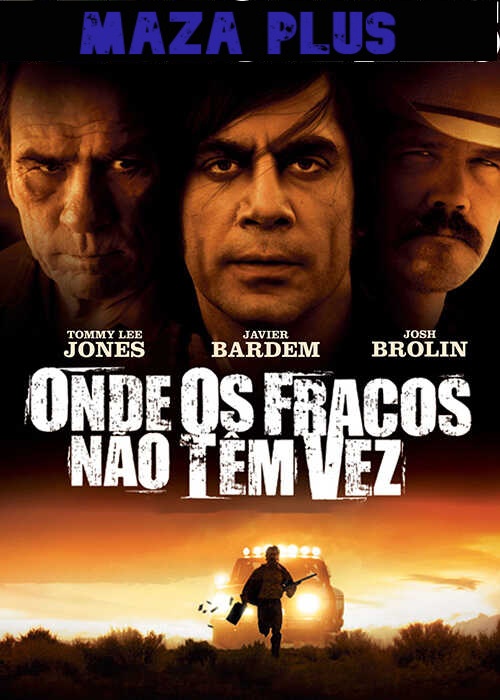 MAZA PLUS
TOMMY LEE JAVIER JOSH
JONES BARDEM BROLIN
ONDE OS FRACOS
NÃO TÊM VEZ